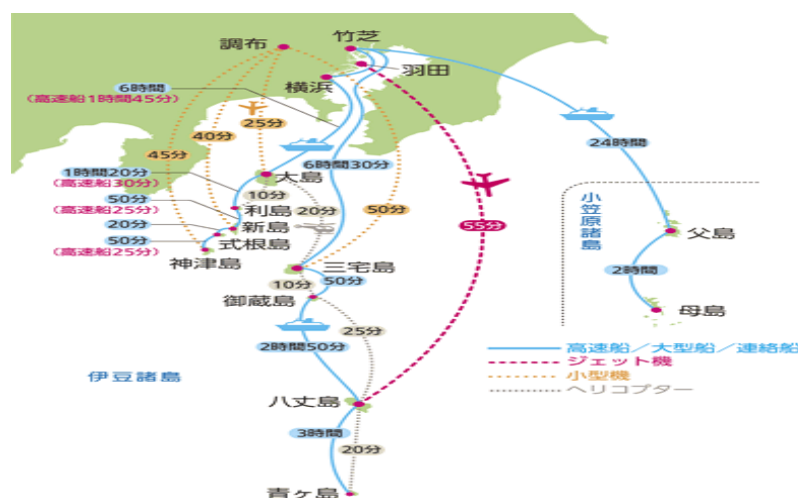 竹芝
調布
羽田
横浜
6時間
(高速船1時間45分)
25分
40分
24時間
45分
6時間30分
1時間20分
(高速船30分)
大島
10分
50分
(高速船25分)
利島
20分
50分
55分
小笠原諸島
20分
新島
父島
50分
(高速船25分)
式根島
神津島
三宅島
2時間
10分
50分
御蔵島
母島
25分
2時間50分
高速船/大型船/連絡船
ジェット機
小型機
ヘリコプター
伊豆諸島
八丈島
3時間
20分
青ヶ島